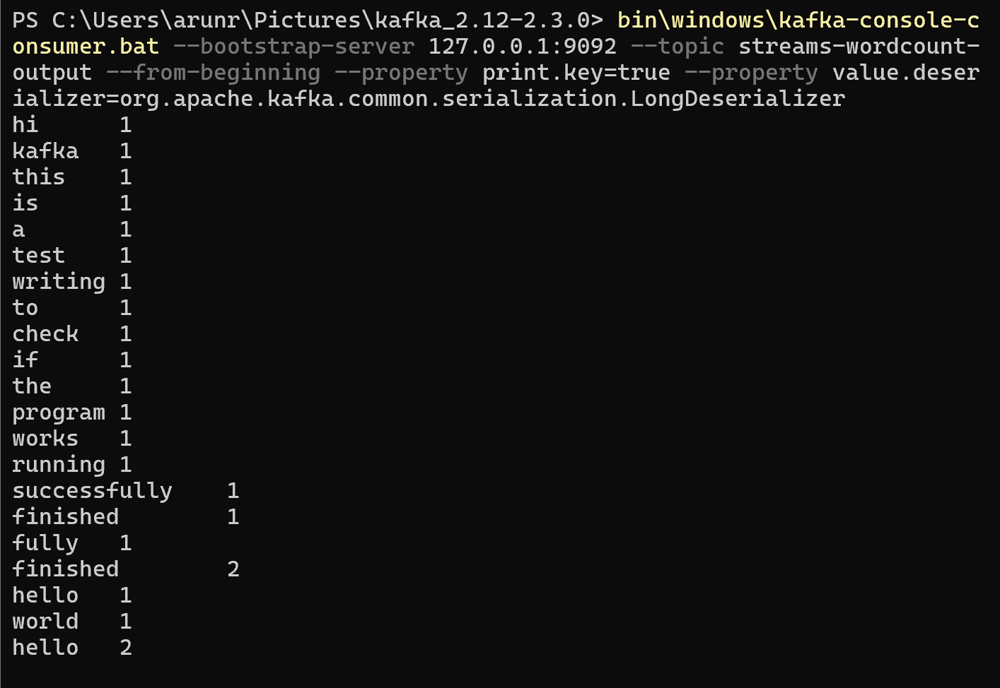 PS C:\Users\arunr\Pictures\kafka_2.12-2.3.0> bin\windows\kafka-console-c
onsumer.bat --bootstrap-server 127.0.0.1:9092 --topic streams-wordcount-
output --from-beginning --property print.key=true --property value.deser
ializer=org.apache.kafka.common.serialization.LongDeserializer
hi	1
kafka	1
this	1
is	1
a	1
test	1
writing	1
to	1
check	1
if	1
the	1
program	1
works	1
running	1
successfully	1
finished	1
fully	1
finished	2
hello	1
world	1
hello	2